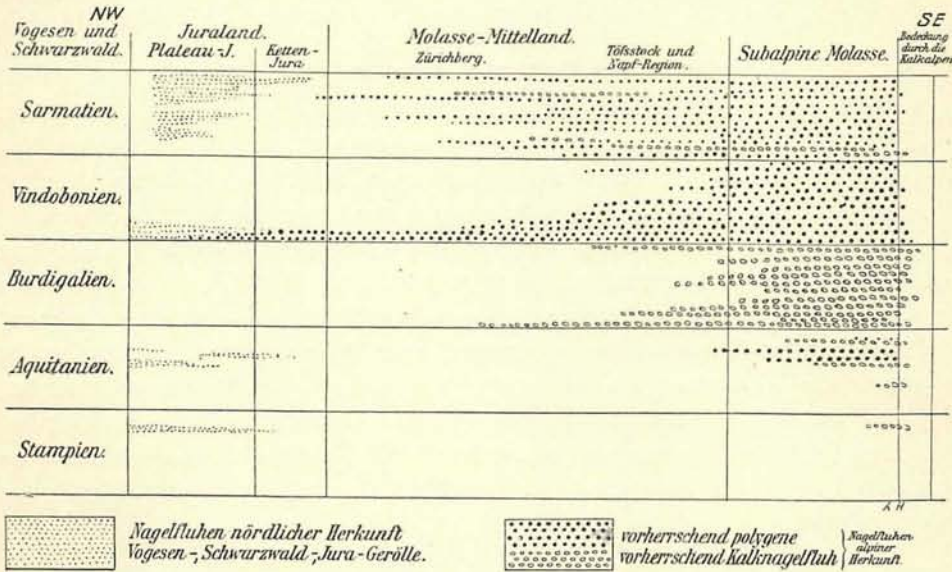 NW
SE
Vogesen und Schwarzwald.
Juraland.
Plateau-J.
Ketten-Jura
Molasse-Mittelland.
Zürichberg.
Tößstock und Napf-Region.
Subalpine Molasse.
Bedeckung durch die Kalkalpen
Sarmatien.
Vindobonien.
Burdigalien.
Aquitanien.
Stampien.
Nagelfluhen nördlicher Herkunft
Vogesen-, Schwarzwald-, Jura-Gerölle.
vorherrschend polygene
vorherrschend Kalknagelfluh
Nagelfluhen
alpiner
Herkunft.